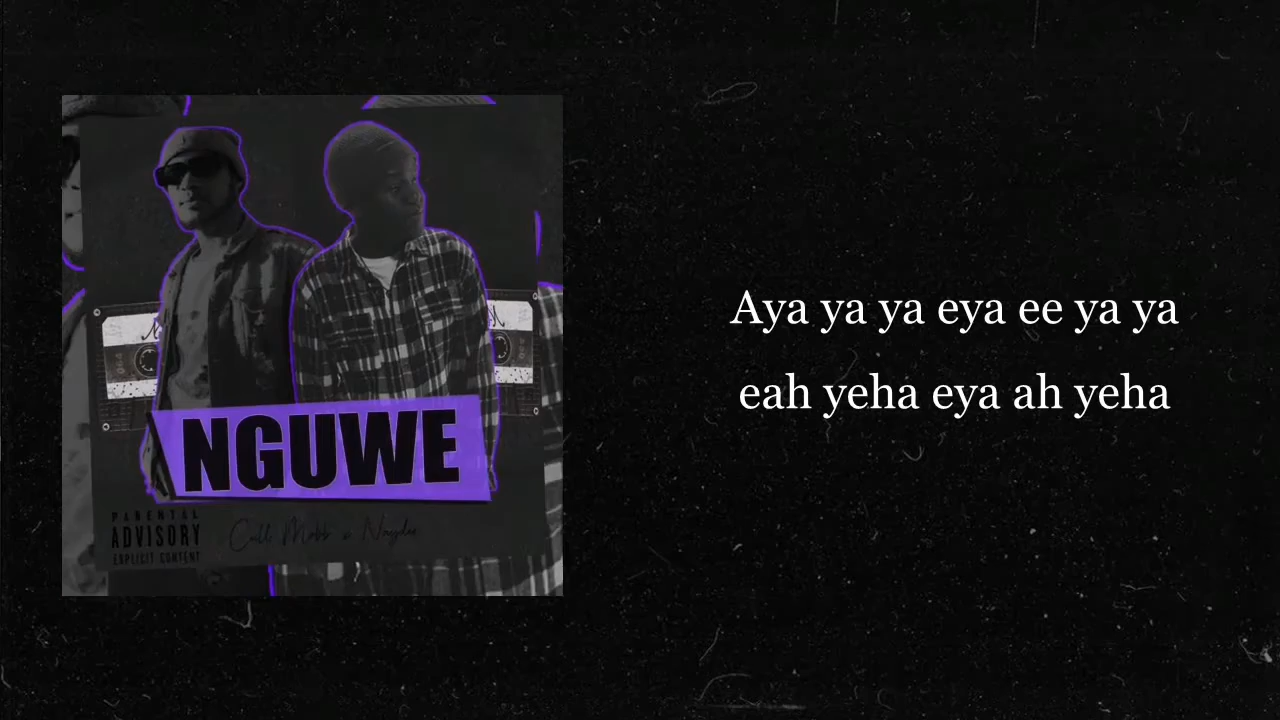 NGUWE
PARENTAL
ADVISORY
EXPLICIT CONTENT
Aya ya ya eya ee ya ya
eah yeha eya ah yeha